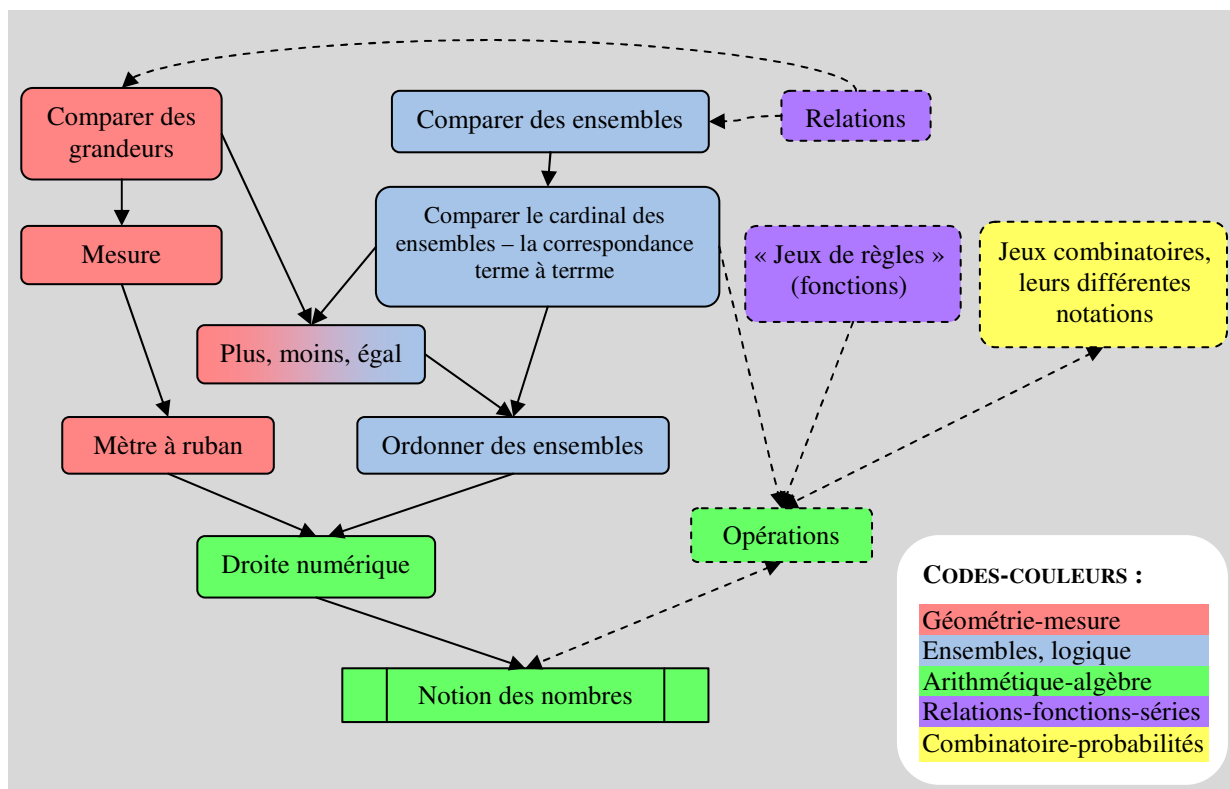 Comparer des
grandeurs
Comparer des ensembles
Relations
Mesure
Comparer le cardinal des
ensembles – la correspondance
terme à terrme
« Jeux de règles »
(fonctions)
Jeux combinatoires,
leurs différentes
notations
Plus, moins, égal
Mètre à ruban
Ordonner des ensembles
Opérations
Droite numérique
Notion des nombres
CODES-COULEURS :
Géométrie-mesure
Ensembles, logique
Arithmétique-algèbre
Relations-fonctions-séries
Combinatoire-probabilités